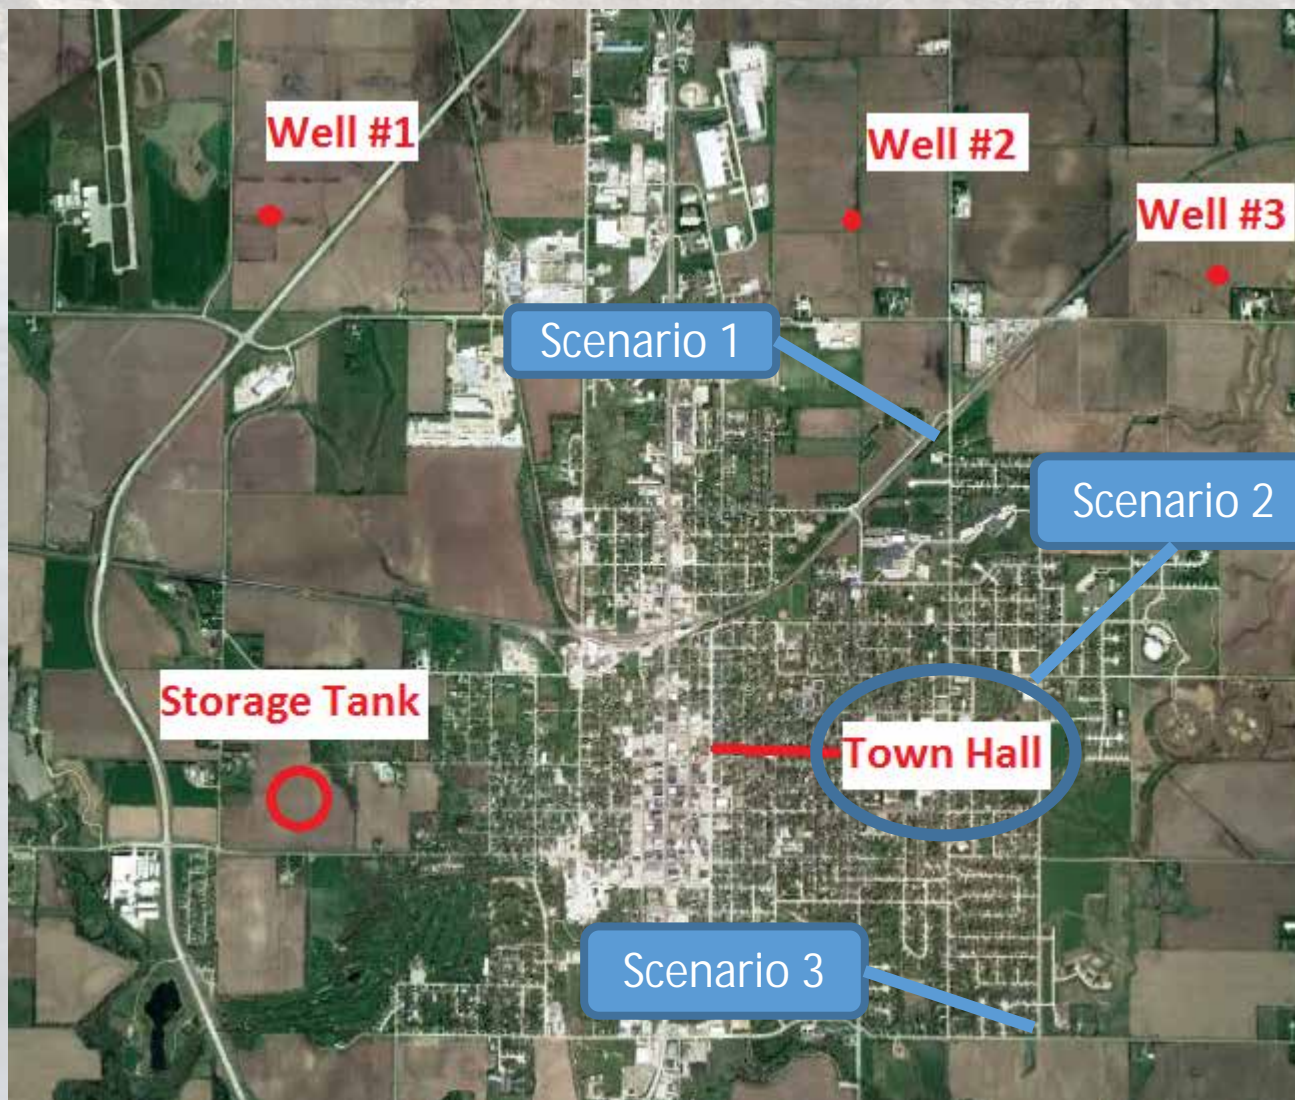 Well #1
Well #2
Well #3
Scenario 1
Scenario 2
Storage Tank
Town Hall
Scenario 3